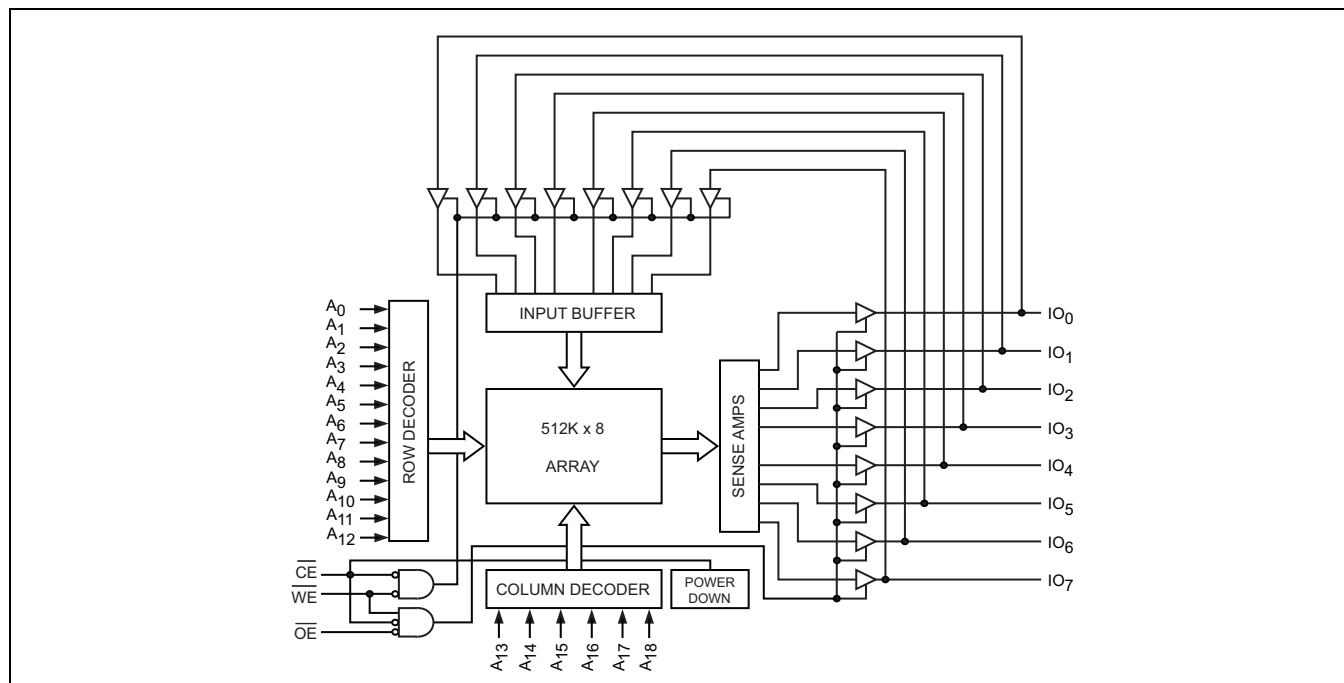 INPUT BUFFER
A0
A1
A2
A3
A4
A5
A6
A7
A8
A9
A10
A11
A12
ROW DECODER
512K x 8
ARRAY
SENSE AMPS
IO0
IO1
IO2
IO3
IO4
IO5
IO6
IO7
CE
WE
OE
COLUMN DECODER
POWER
DOWN
A13
A14
A15
A16
A17
A18